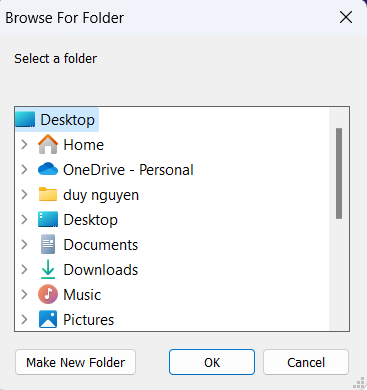 Browse For Folder
Select a folder
Desktop
Home
OneDrive - Personal
duy nguyen
Desktop
Documents
Downloads
Music
Pictures
Make New Folder
OK
Cancel